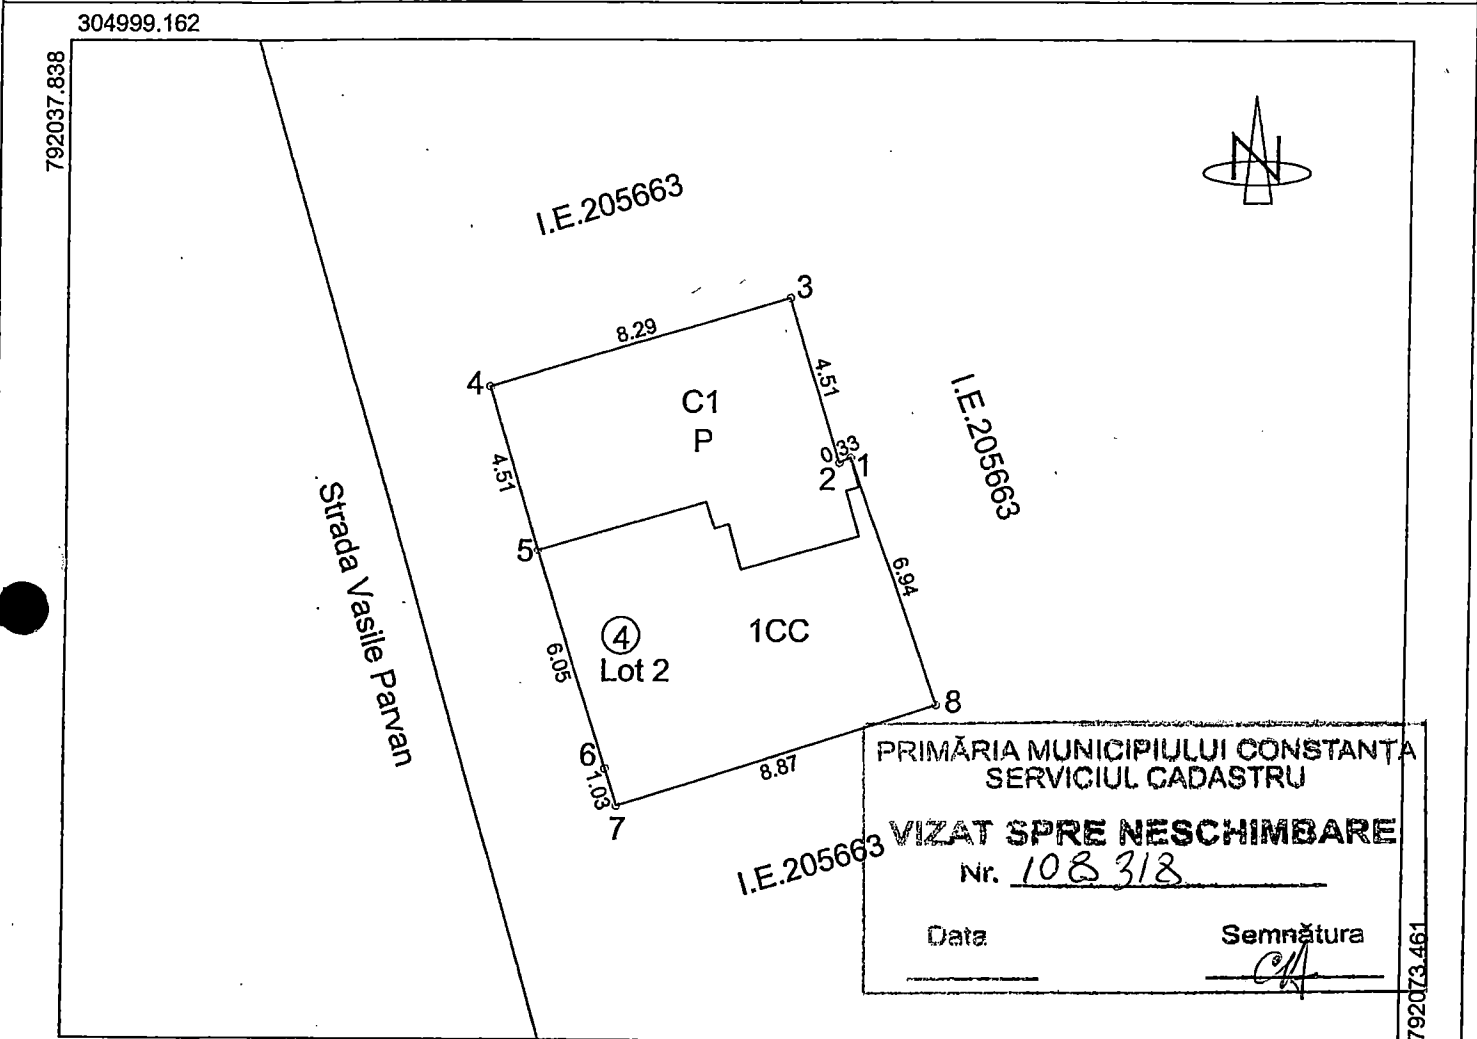 304999.162
792037.838
N
I.E.205663
3
8.29
4
4.51
C1
P
I.E.205663
0.33
1
2
4.51
Strada Vasile Parvan
5
6.94
4
Lot 2
1CC
6.05
8
6
1.03
8.87
7
I.E.205663
PRIMĂRIA MUNICIPIULUI CONSTANȚA
SERVICIUL CADASTRU
VIZAT SPRE NESCHIMBARE
Nr. 108318
Data
Semnătura
792073.461